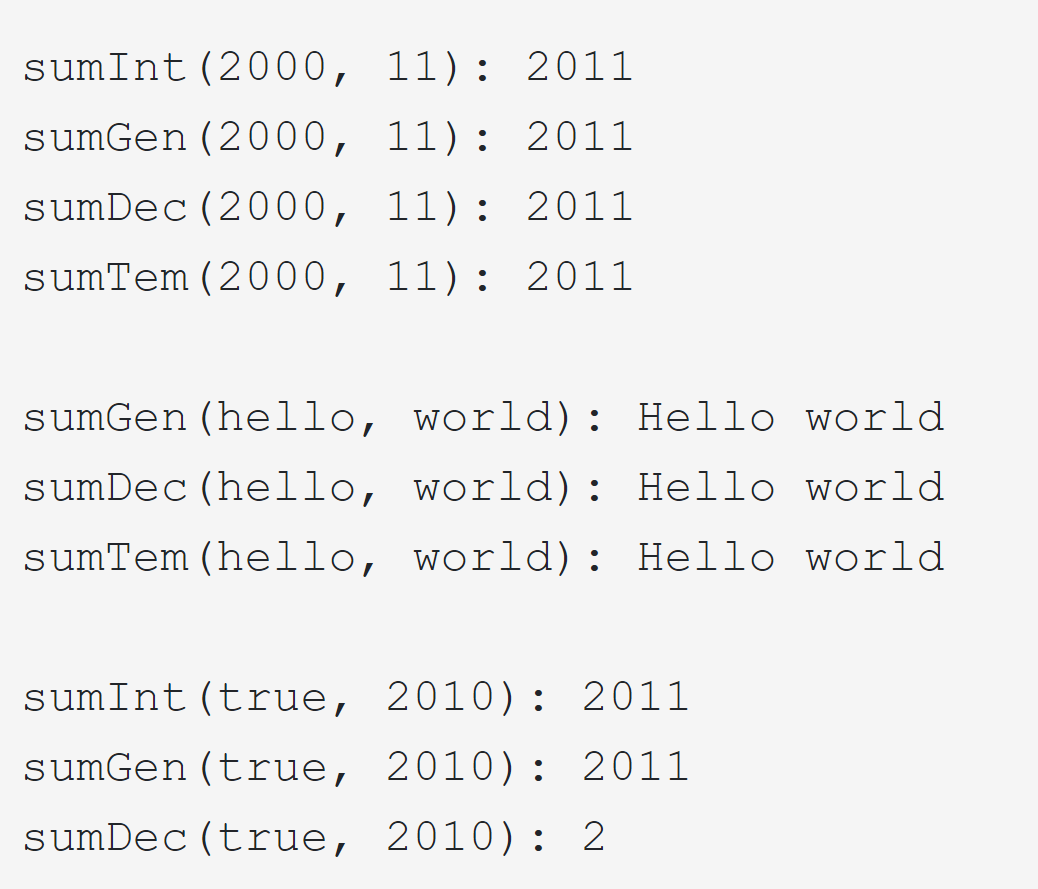 sumInt(2000, 11): 2011
sumGen(2000, 11): 2011
sumDec(2000, 11): 2011
sumTem(2000, 11): 2011
sumGen(hello, world): Hello world
sumDec(hello, world): Hello world
sumTem(hello, world): Hello world
sumInt(true, 2010): 2011
sumGen(true, 2010): 2011
sumDec(true, 2010): 2